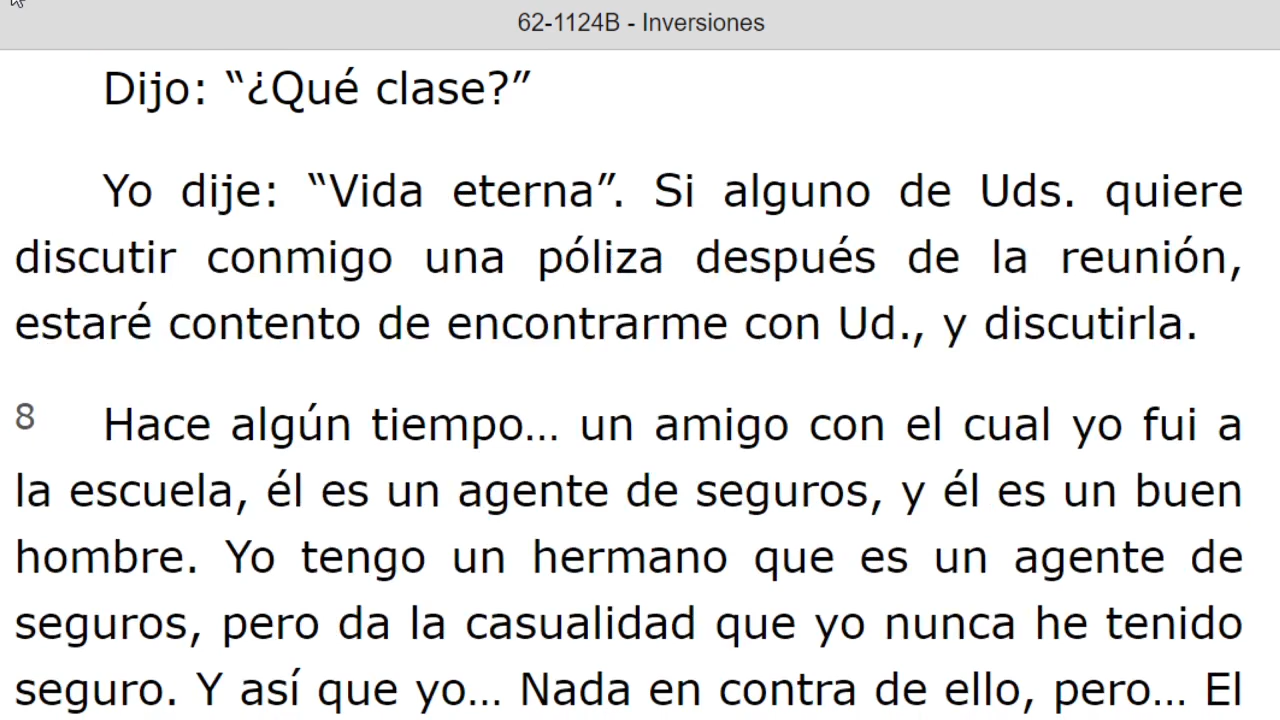 62-1124B - Inversiones
Dijo: “¿Qué clase?”
Yo dije: “Vida eterna”. Si alguno de Uds. quiere
discutir conmigo una póliza después de la reunión,
estaré contento de encontrarme con Ud., y discutirla.
8 Hace algún tiempo… un amigo con el cual yo fui a
la escuela, él es un agente de seguros, y él es un buen
hombre. Yo tengo un hermano que es un agente de
seguros, pero da la casualidad que yo nunca he tenido
seguro. Y así que yo… Nada en contra de ello, pero… El